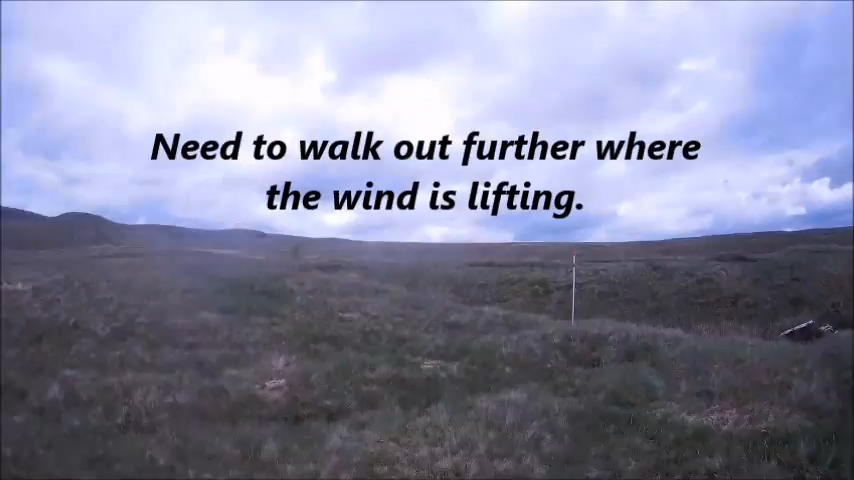 Need to walk out further where
the wind is lifting.